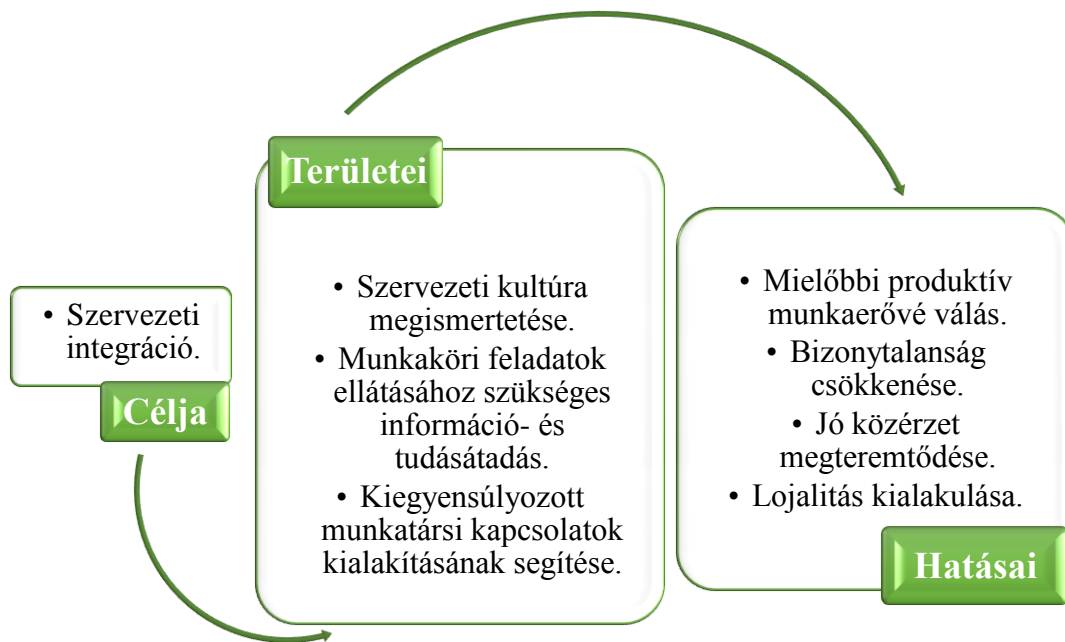 • Szervezeti
integráció.
Célja
Területei
• Szervezeti kultúra
megismertetése.
• Munkaköri feladatok
ellátásához szükséges
információ- és
tudásátadás.
• Kiegyensúlyozott
munkatársi kapcsolatok
kialakításának segítése.
• Mielőbbi produktív
munkaerővé válás.
• Bizonytalanság
csökkenése.
• Jó közérzet
megteremtődése.
• Lojalitás kialakulása.
Hatásai